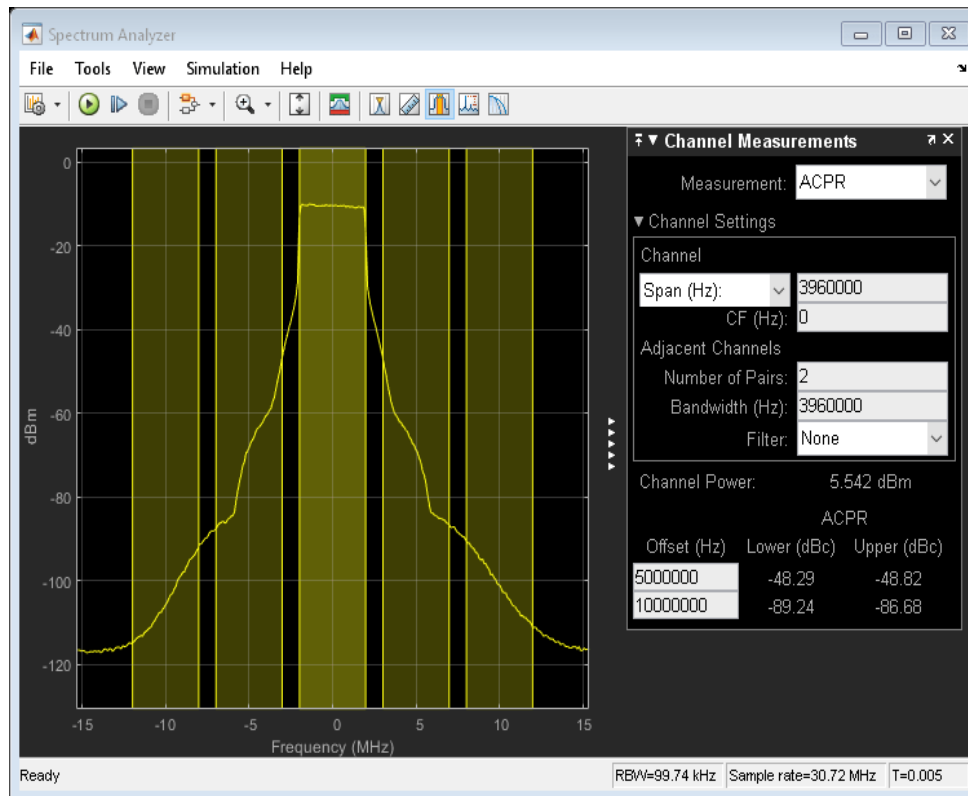 Spectrum Analyzer
File Tools View Simulation Help
Channel Measurements
Measurement: ACPR
Channel Settings
Channel
Span (Hz): 3960000
CF (Hz): 0
Adjacent Channels
Number of Pairs: 2
Bandwidth (Hz): 3960000
Filter: None
Channel Power: 5.542 dBm
ACPR
Offset (Hz) Lower (dBc) Upper (dBc)
5000000 -48.29 -48.82
10000000 -89.24 -86.68
0
-20
-40
-60
-80
-100
-120
dBm
-15 -10 -5 0 5 10 15
Frequency (MHz)
Ready RBW=99.74 kHz Sample rate=30.72 MHz T=0.005